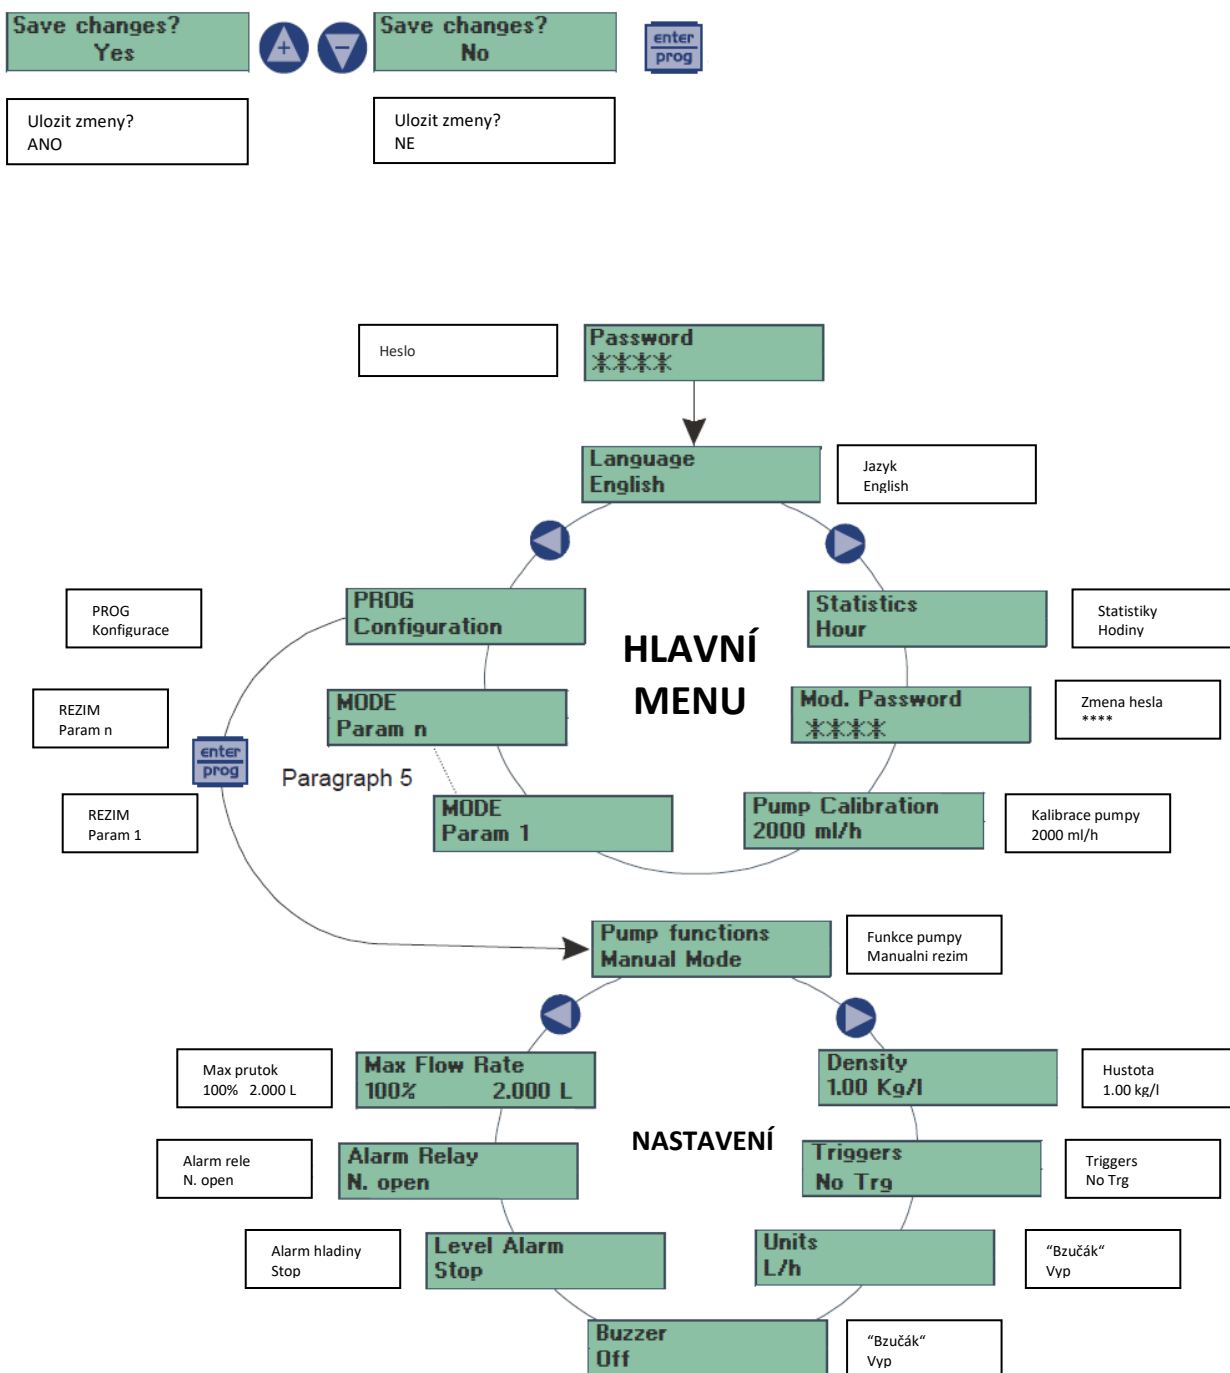 Save changes?
Yes
+
−
Save changes?
No
enter
prog
Ulozit zmeny?
ANO
Ulozit zmeny?
NE
Heslo
Password
****
Language
English
Jazyk
English
PROG
Konfigurace
PROG
Configuration
HLAVNÍ
MENU
Statistics
Hour
Statistiky
Hodiny
REZIM
Param n
MODE
Param n
Mod. Password
****
Zmena hesla
****
enter
prog
Paragraph 5
REZIM
Param 1
MODE
Param 1
Pump Calibration
2000 ml/h
Kalibrace pumpy
2000 ml/h
Pump functions
Manual Mode
Funkce pumpy
Manualni rezim
Max prutok
100% 2.000 L
Max Flow Rate
100% 2.000 L
Density
1.00 Kg/l
Hustota
1.00 kg/l
NASTAVENÍ
Alarm rele
N. open
Alarm Relay
N. open
Triggers
No Trg
Triggers
No Trg
Alarm hladiny
Stop
Level Alarm
Stop
Units
L/h
“Bzučák“
Vyp
Buzzer
Off
“Bzučák“
Vyp